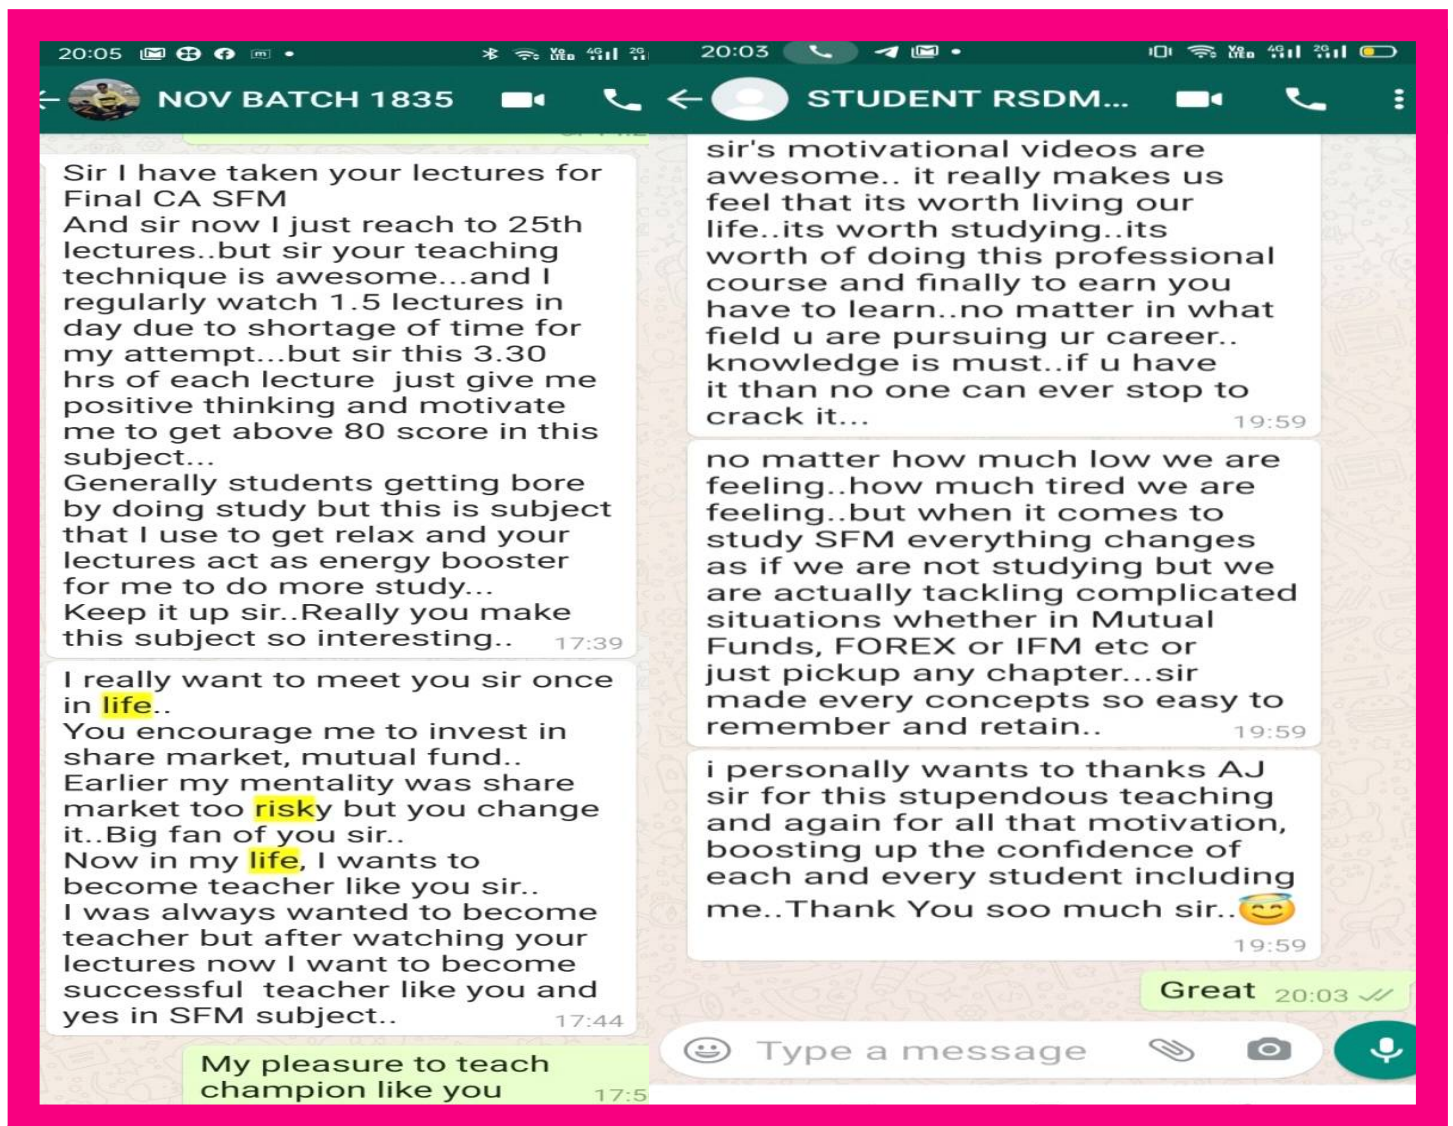 20:05
NOV BATCH 1835
Sir I have taken your lectures for
Final CA SFM
And sir now I just reach to 25th
lectures..but sir your teaching
technique is awesome...and I
regularly watch 1.5 lectures in
day due to shortage of time for
my attempt...but sir this 3.30
hrs of each lecture  just give me
positive thinking and motivate
me to get above 80 score in this
subject...
Generally students getting bore
by doing study but this is subject
that I use to get relax and your
lectures act as energy booster
for me to do more study...
Keep it up sir..Really you make
this subject so interesting.. 17:39
I really want to meet you sir once
in life..
You encourage me to invest in
share market, mutual fund..
Earlier my mentality was share
market too risky but you change
it..Big fan of you sir..
Now in my life, I wants to
become teacher like you sir..
I was always wanted to become
teacher but after watching your
lectures now I want to become
successful  teacher like you and
yes in SFM subject.. 17:44
My pleasure to teach
champion like you
20:03
STUDENT RSDM...
sir's motivational videos are
awesome.. it really makes us
feel that its worth living our
life..its worth studying..its
worth of doing this professional
course and finally to earn you
have to learn..no matter in what
field u are pursuing ur career..
knowledge is must..if u have
it than no one can ever stop to
crack it... 19:59
no matter how much low we are
feeling..how much tired we are
feeling..but when it comes to
study SFM everything changes
as if we are not studying but we
are actually tackling complicated
situations whether in Mutual
Funds, FOREX or IFM etc or
just pickup any chapter...sir
made every concepts so easy to
remember and retain.. 19:59
i personally wants to thanks AJ
sir for this stupendous teaching
and again for all that motivation,
boosting up the confidence of
each and every student including
me..Thank You soo much sir..😇
19:59
Great 20:03
Type a message